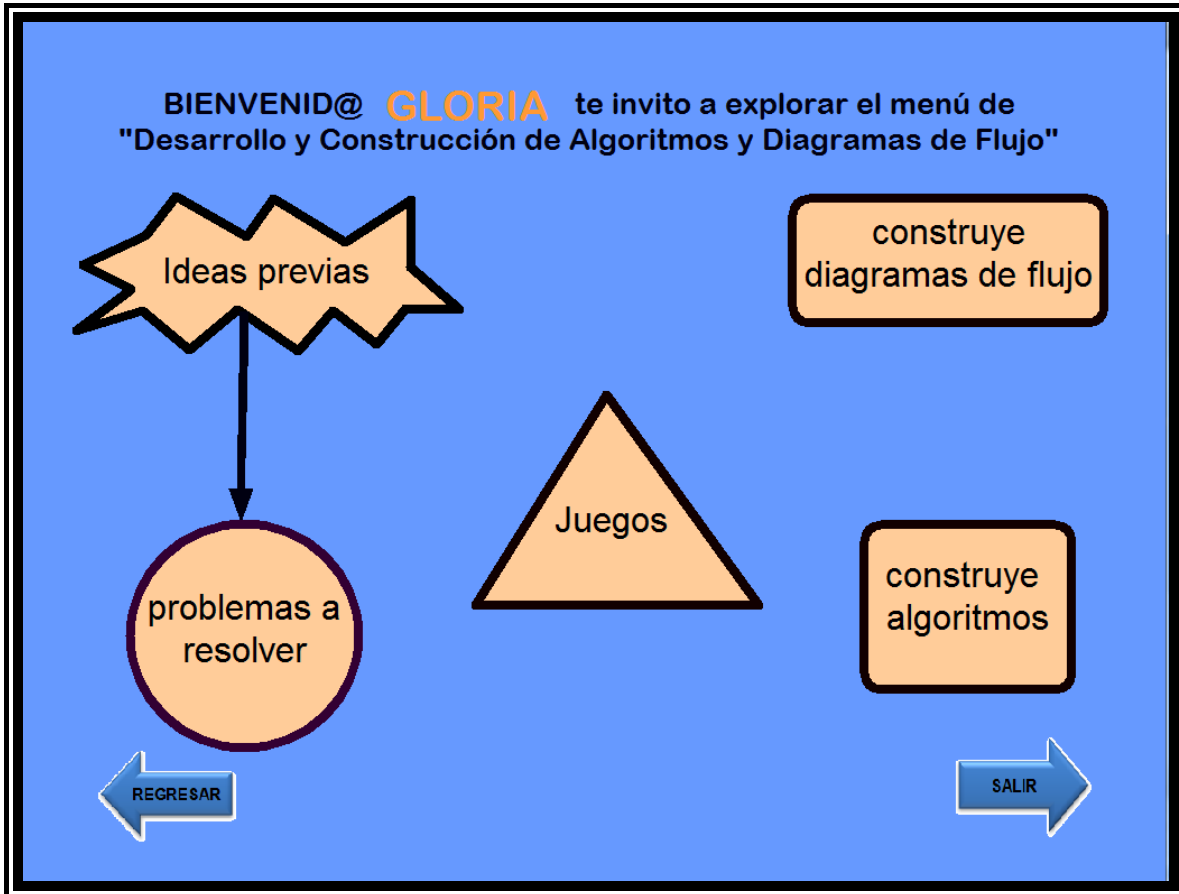 BIENVENID@ GLORIA te invito a explorar el menú de
"Desarrollo y Construcción de Algoritmos y Diagramas de Flujo"
Ideas previas
construye
diagramas de flujo
Juegos
problemas a
resolver
construye
algoritmos
REGRESAR
SALIR